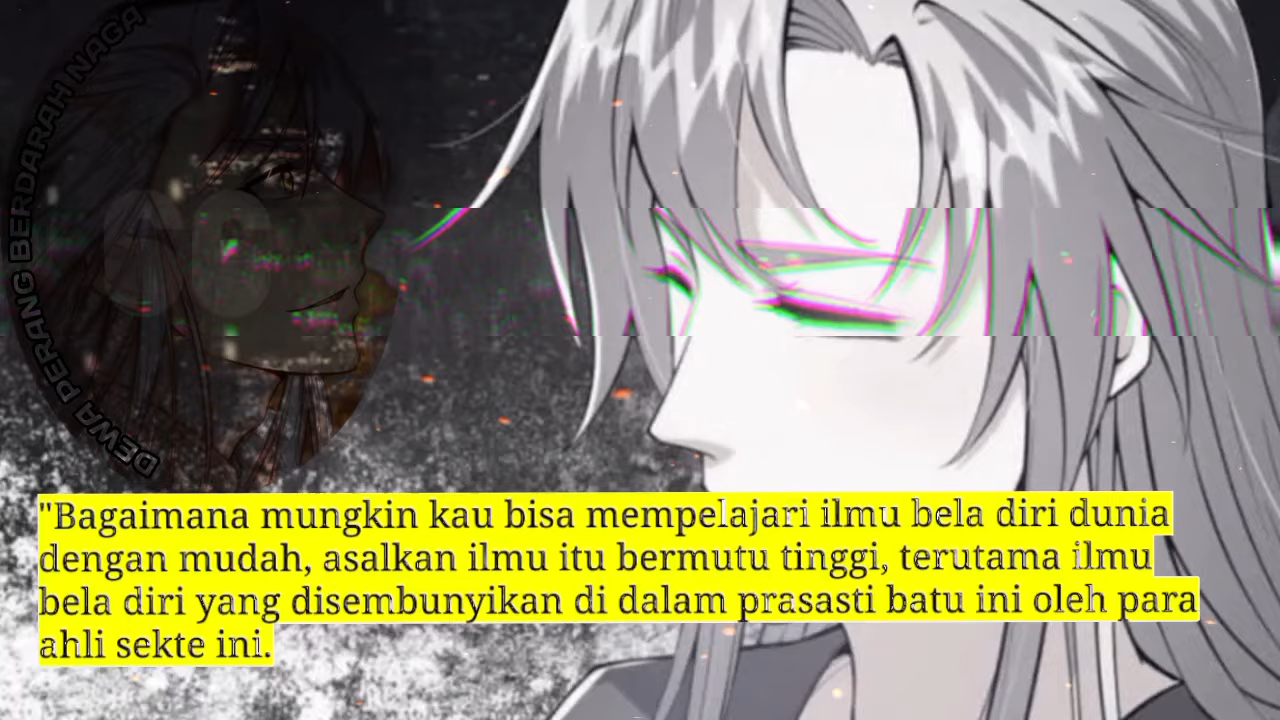 DEWA PERANG BERDARAH NAGA
"Bagaimana mungkin kau bisa mempelajari ilmu bela diri dunia
dengan mudah, asalkan ilmu itu bermutu tinggi, terutama ilmu
bela diri yang disembunyikan di dalam prasasti batu ini oleh para
ahli sekte ini.